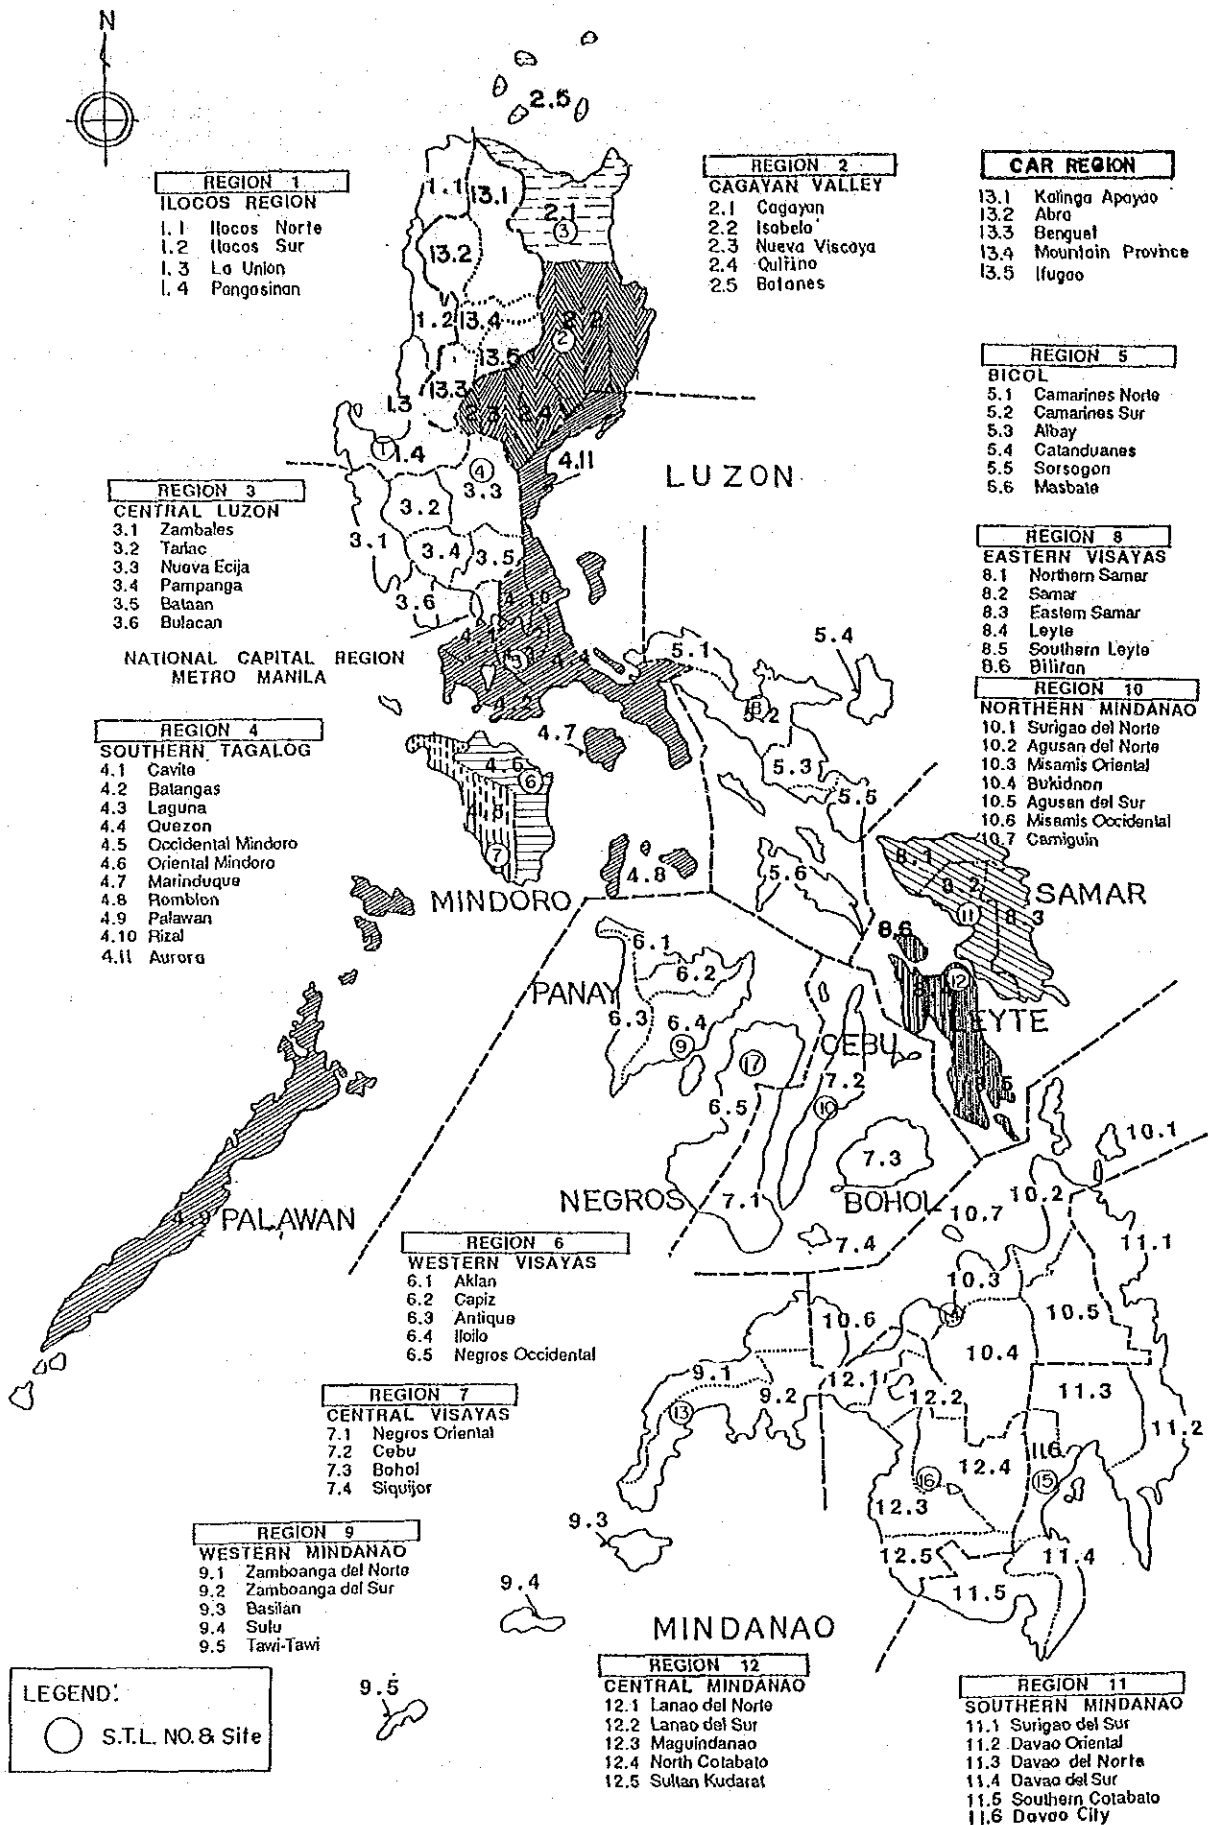 N
2.5
REGION 1
ILOCOS REGION
1.1 Ilocos Norte
1.2 Ilocos Sur
1.3 La Union
1.4 Pangasinan
REGION 2
CAGAYAN VALLEY
2.1 Cagayan
2.2 Isabela
2.3 Nueva Viscaya
2.4 Quirino
2.5 Batanes
CAR REGION
13.1 Kalinga Apayao
13.2 Abra
13.3 Benguet
13.4 Mountain Province
13.5 Ifugao
1.1
13.1
2.1
3
13.2
1.2
13.4
2.2
2
13.5
13.3
1.3
2.3
2.4
1
1.4
4
3.3
4.11
LUZON
REGION 5
BICOL
5.1 Camarines Norte
5.2 Camarines Sur
5.3 Albay
5.4 Catanduanes
5.5 Sorsogon
5.6 Masbate
REGION 3
CENTRAL LUZON
3.1 Zambales
3.2 Tarlac
3.3 Nueva Ecija
3.4 Pampanga
3.5 Bataan
3.6 Bulacan
3.2
3.1
3.4
3.5
3.6
4.10
4.1
4.4
4.2
NATIONAL CAPITAL REGION
METRO MANILA
REGION 8
EASTERN VISAYAS
8.1 Northern Samar
8.2 Samar
8.3 Eastern Samar
8.4 Leyte
8.5 Southern Leyte
8.6 Biliran
5.1
5.4
8
5.2
5.3
5.5
5.6
REGION 10
NORTHERN MINDANAO
10.1 Surigao del Norte
10.2 Agusan del Norte
10.3 Misamis Oriental
10.4 Bukidnon
10.5 Agusan del Sur
10.6 Misamis Occidental
10.7 Camiguin
REGION 4
SOUTHERN TAGALOG
4.1 Cavite
4.2 Batangas
4.3 Laguna
4.4 Quezon
4.5 Occidental Mindoro
4.6 Oriental Mindoro
4.7 Marinduque
4.8 Romblon
4.9 Palawan
4.10 Rizal
4.11 Aurora
4.7
4.6
6
4.8
7
4.8
MINDORO
8.1
8.2
11
8.3
SAMAR
8.6
12
8.4
LEYTE
8.5
6.1
6.2
PANAY
6.3
6.4
9
17
CEBU
7.2
10
6.5
7.3
NEGROS
7.1
BOHOL
7.4
4.9
PALAWAN
10.1
10.2
10.7
11.1
10.3
10.5
10.6
10.4
REGION 6
WESTERN VISAYAS
6.1 Aklan
6.2 Capiz
6.3 Antique
6.4 Iloilo
6.5 Negros Occidental
REGION 7
CENTRAL VISAYAS
7.1 Negros Oriental
7.2 Cebu
7.3 Bohol
7.4 Siquijor
9.1
9.2
13
12.1
12.2
11.3
11.2
11.6
12.4
16
15
12.3
12.5
11.4
11.5
9.3
9.4
9.5
MINDANAO
REGION 9
WESTERN MINDANAO
9.1 Zamboanga del Norte
9.2 Zamboanga del Sur
9.3 Basilan
9.4 Sulu
9.5 Tawi-Tawi
LEGEND:
S.T.L. NO. & Site
REGION 12
CENTRAL MINDANAO
12.1 Lanao del Norte
12.2 Lanao del Sur
12.3 Maguindanao
12.4 North Cotabato
12.5 Sultan Kudarat
REGION 11
SOUTHERN MINDANAO
11.1 Surigao del Sur
11.2 Davao Oriental
11.3 Davao del Norte
11.4 Davao del Sur
11.5 Southern Cotabato
11.6 Davao City